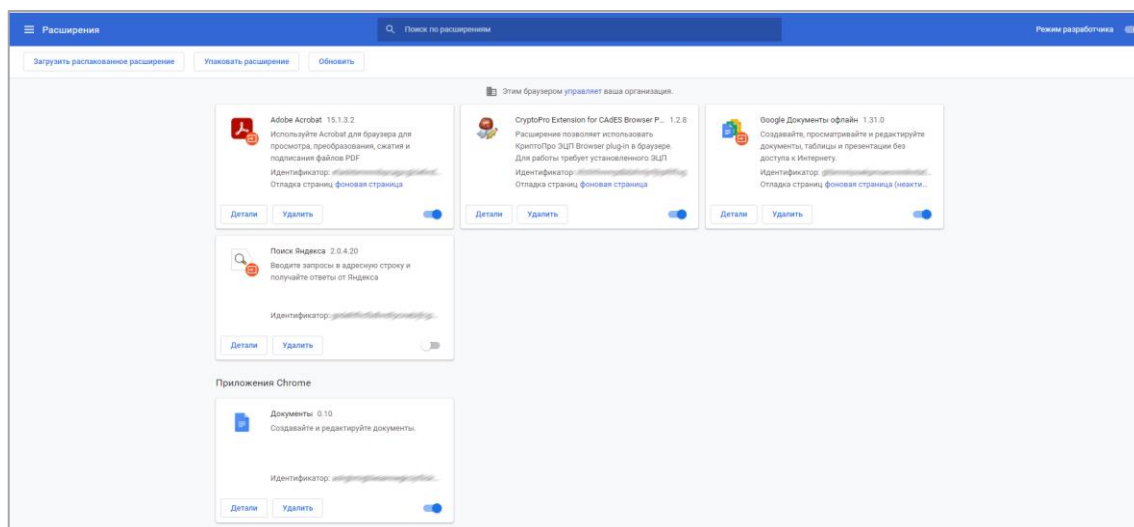 Расширения
Поиск по расширениям
Режим разработчика
Загрузить распакованное расширение
Упаковать расширение
Обновить
Этим браузером управляет ваша организация.
Adobe Acrobat 15.1.3.2
Используйте Acrobat для браузера для
просмотра, преобразования, сжатия и
подписания файлов PDF
Идентификатор:
Отладка страниц фоновая страница
Детали
Удалить
CryptoPro Extension for CAdES Browser P... 1.2.8
Расширение позволяет использовать
КриптоПро ЭЦП Browser plug-in в браузере.
Для работы требует установленного ЭЦП
Идентификатор:
Отладка страниц фоновая страница
Детали
Удалить
Google Документы офлайн 1.31.0
Создавайте, просматривайте и редактируйте
документы, таблицы и презентации без
доступа к Интернету.
Идентификатор:
Отладка страниц фоновая страница (неакти...
Детали
Удалить
Поиск Яндекса 2.0.4.20
Вводите запросы в адресную строку и
получайте ответы от Яндекса
Идентификатор:
Детали
Удалить
Приложения Chrome
Документы 0.10
Создавайте и редактируйте документы.
Идентификатор:
Детали
Удалить